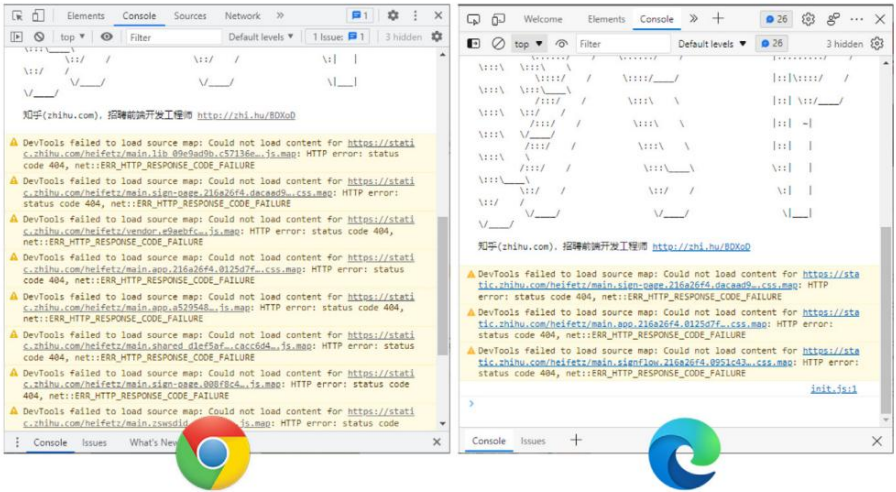 Elements Console Sources Network » 1
top ▼ Filter Default levels ▼ 1 Issue: 1 3 hidden
知乎(zhihu.com)，招聘前端开发工程师 http://zhi.hu/BDXoD
DevTools failed to load source map: Could not load content for https://stati
c.zhihu.com/heifetz/main.lib_09e9ad9b.c57136e….js.map: HTTP error: status
code 404, net::ERR_HTTP_RESPONSE_CODE_FAILURE
DevTools failed to load source map: Could not load content for https://stati
c.zhihu.com/heifetz/main.sign-page.216a26f4.dacaad9….css.map: HTTP error:
status code 404, net::ERR_HTTP_RESPONSE_CODE_FAILURE
DevTools failed to load source map: Could not load content for https://stati
c.zhihu.com/heifetz/vendor.e9aebfc….js.map: HTTP error: status code 404,
net::ERR_HTTP_RESPONSE_CODE_FAILURE
DevTools failed to load source map: Could not load content for https://stati
c.zhihu.com/heifetz/main.app.216a26f4.0125d7f….css.map: HTTP error: status
code 404, net::ERR_HTTP_RESPONSE_CODE_FAILURE
DevTools failed to load source map: Could not load content for https://stati
c.zhihu.com/heifetz/main.app.a529548….js.map: HTTP error: status code 404,
net::ERR_HTTP_RESPONSE_CODE_FAILURE
DevTools failed to load source map: Could not load content for https://stati
c.zhihu.com/heifetz/main.shared_d1ef5af….cacc6d4….js.map: HTTP error: status
code 404, net::ERR_HTTP_RESPONSE_CODE_FAILURE
DevTools failed to load source map: Could not load content for https://stati
c.zhihu.com/heifetz/main.sign-page.008f8c4….js.map: HTTP error: status code
404, net::ERR_HTTP_RESPONSE_CODE_FAILURE
DevTools failed to load source map: Could not load content for https://stati
c.zhihu.com/heifetz/main.zswsdid js.map: HTTP error: status code
Console Issues What's New
Welcome Elements Console » 26
top ▼ Filter Default levels ▼ 26 3 hidden
知乎(zhihu.com)，招聘前端开发工程师 http://zhi.hu/BDXoD
DevTools failed to load source map: Could not load content for https://sta
tic.zhihu.com/heifetz/main.sign-page.216a26f4.dacaad9….css.map: HTTP
error: status code 404, net::ERR_HTTP_RESPONSE_CODE_FAILURE
DevTools failed to load source map: Could not load content for https://sta
tic.zhihu.com/heifetz/main.app.216a26f4.0125d7f….css.map: HTTP error:
status code 404, net::ERR_HTTP_RESPONSE_CODE_FAILURE
DevTools failed to load source map: Could not load content for https://sta
tic.zhihu.com/heifetz/main.signflow.216a26f4.0951c43….css.map: HTTP error:
status code 404, net::ERR_HTTP_RESPONSE_CODE_FAILURE
init.js:1
Console Issues